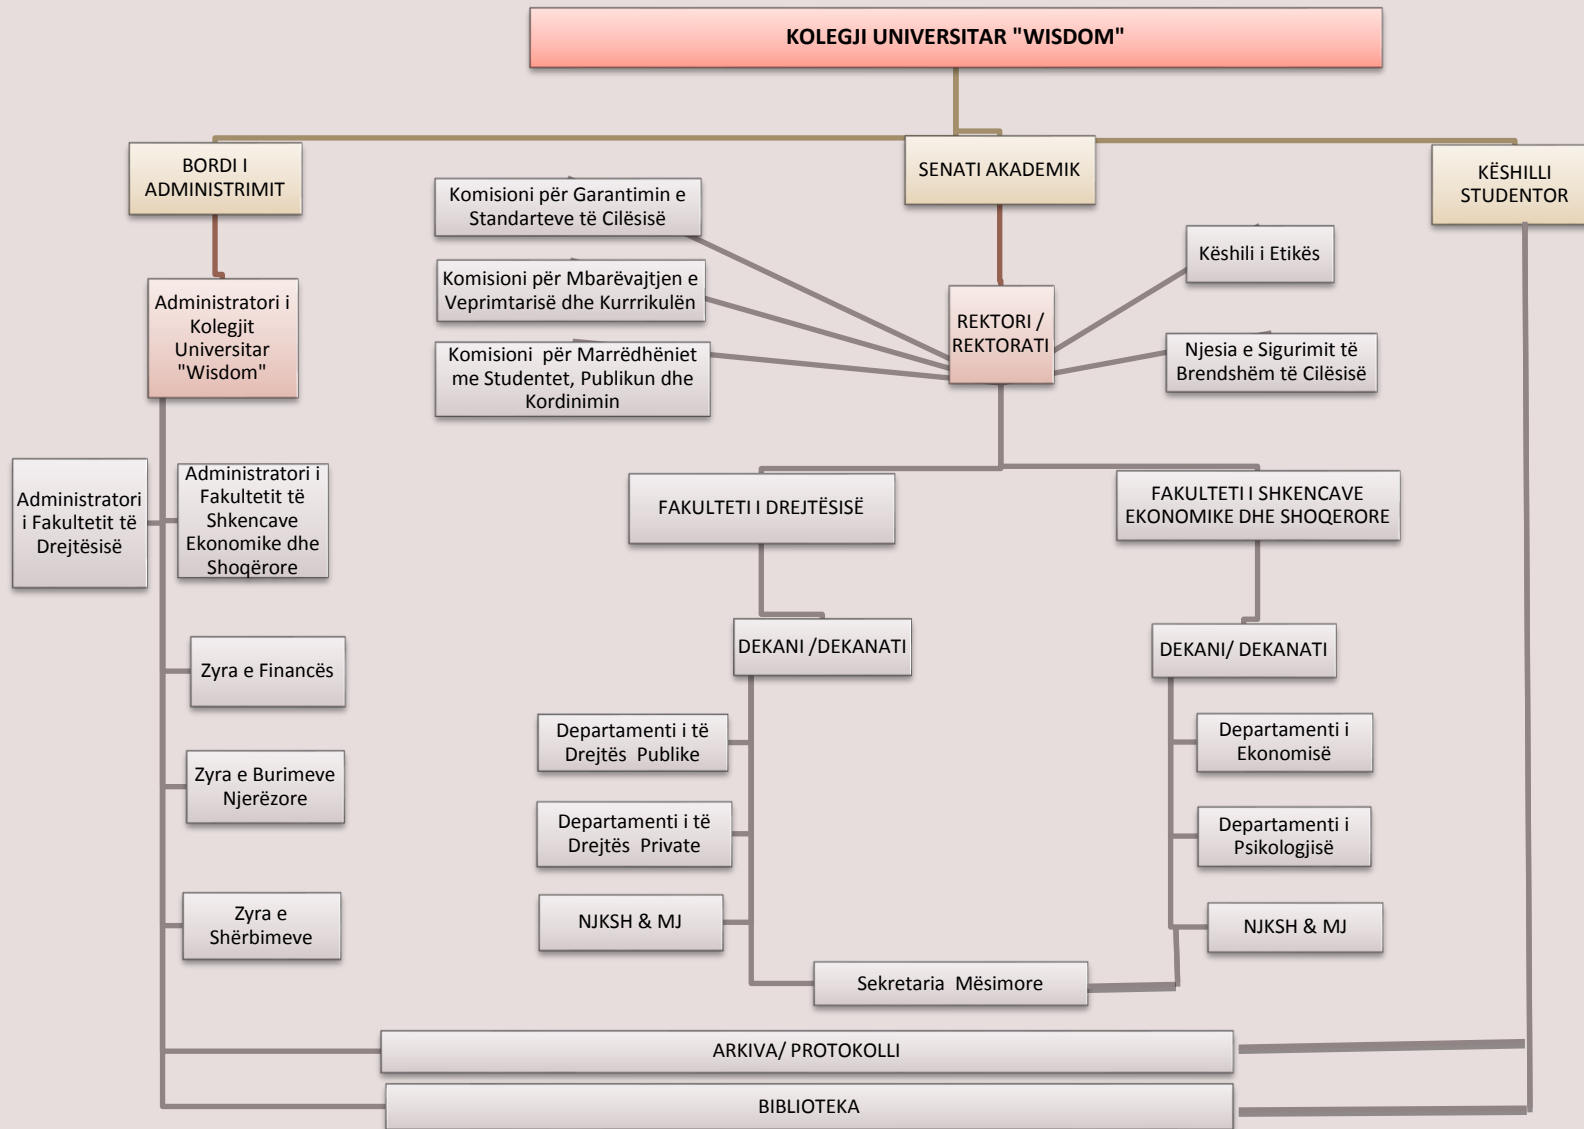 KOLEGJI UNIVERSITAR "WISDOM"
BORDI I
ADMINISTRIMIT
SENATI AKADEMIK
KËSHILLI
STUDENTOR
Komisioni për Garantimin e
Standarteve të Cilësisë
Komisioni për Mbarëvajtjen e
Veprimtarisë dhe Kurrrikulën
Komisioni për Marrëdhëniet
me Studentet, Publikun dhe
Kordinimin
Këshili i Etikës
Njesia e Sigurimit të
Brendshëm të Cilësisë
Administratori i
Kolegjit
Universitar
"Wisdom"
REKTORI /
REKTORATI
Administratori
i Fakultetit të
Drejtësisë
Administratori i
Fakultetit të
Shkencave
Ekonomike dhe
Shoqërore
FAKULTETI I DREJTËSISË
FAKULTETI I SHKENCAVE
EKONOMIKE DHE SHOQERORE
Zyra e Financës
DEKANI /DEKANATI
DEKANI/ DEKANATI
Zyra e Burimeve
Njerëzore
Departamenti i të
Drejtës Publike
Departamenti i
Ekonomisë
Departamenti i të
Drejtës Private
Departamenti i
Psikologjisë
Zyra e
Shërbimeve
NJKSH & MJ
NJKSH & MJ
Sekretaria Mësimore
ARKIVA/ PROTOKOLLI
BIBLIOTEKA